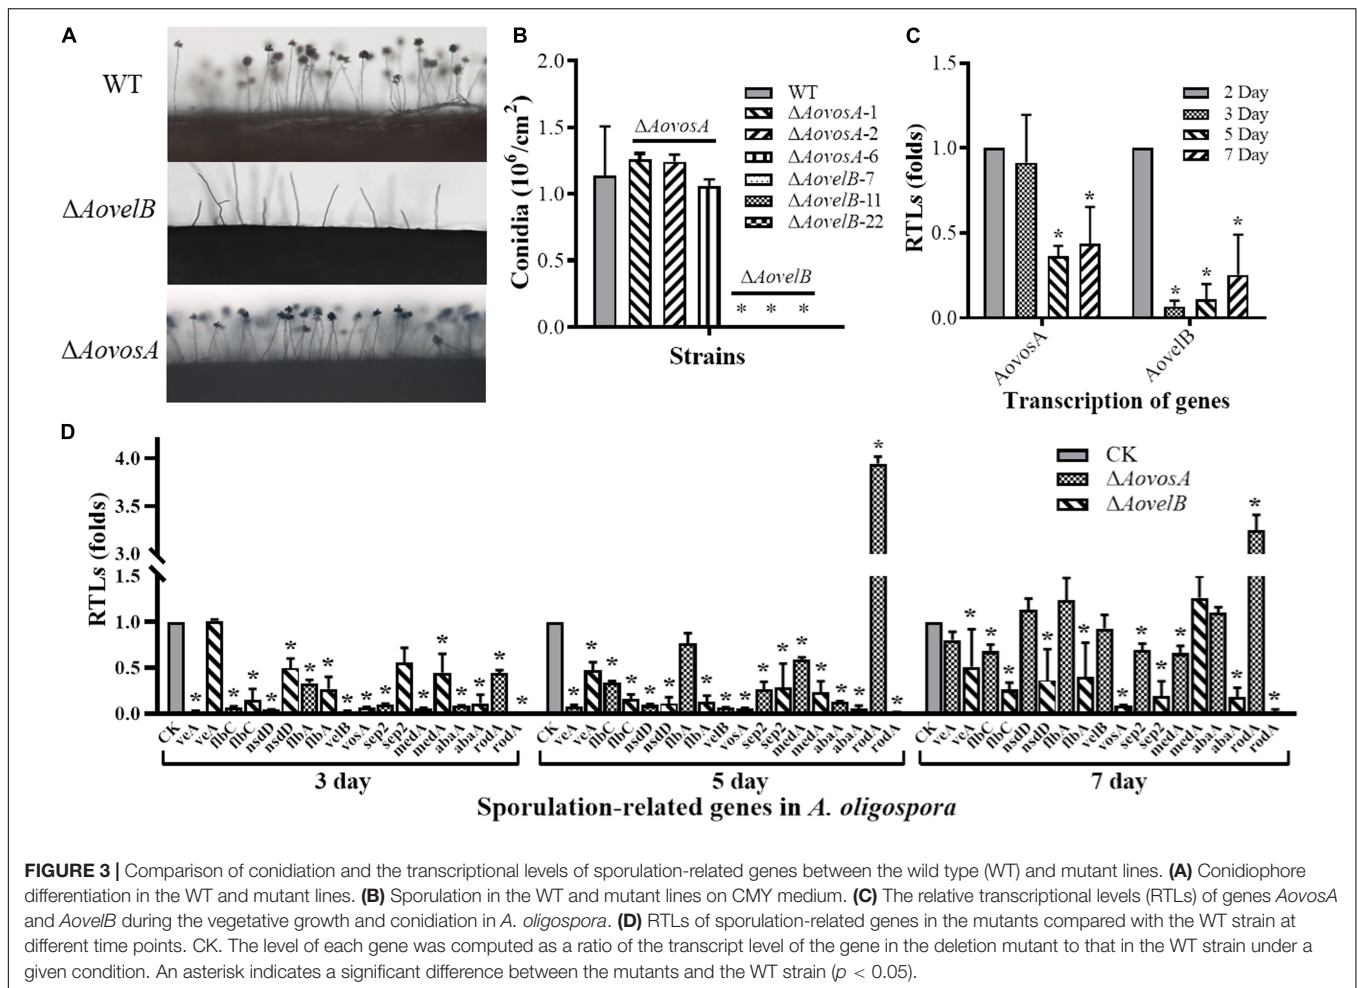 A
WT
ΔAovelB
ΔAovosA
B
Conidia (10⁶/cm²)
2.0
1.5
1.0
0.5
0.0
WT
ΔAovosA-1
ΔAovosA-2
ΔAovosA-6
ΔAovelB-7
ΔAovelB-11
ΔAovelB-22
ΔAovosA
ΔAovelB
* * *
Strains
C
RTLs (folds)
1.5
1.0
0.5
0.0
2 Day
3 Day
5 Day
7 Day
* * * * *
AovosA AovelB
Transcription of genes
D
RTLs (folds)
4.0
3.5
3.0
1.5
1.0
0.5
0.0
CK
ΔAovosA
ΔAovelB
CK veA veA flbC flbC nsdD nsdD flbA flbA velB vosA sep2 sep2 medA medA abaA abaA rodA rodA
3 day
CK veA veA flbC flbC nsdD nsdD flbA flbA velB vosA sep2 sep2 medA medA abaA abaA rodA rodA
5 day
CK veA veA flbC flbC nsdD nsdD flbA flbA velB vosA sep2 sep2 medA medA abaA abaA rodA rodA
7 day
Sporulation-related genes in A. oligospora
FIGURE 3 | Comparison of conidiation and the transcriptional levels of sporulation-related genes between the wild type (WT) and mutant lines. (A) Conidiophore
differentiation in the WT and mutant lines. (B) Sporulation in the WT and mutant lines on CMY medium. (C) The relative transcriptional levels (RTLs) of genes AovosA
and AovelB during the vegetative growth and conidiation in A. oligospora. (D) RTLs of sporulation-related genes in the mutants compared with the WT strain at
different time points. CK. The level of each gene was computed as a ratio of the transcript level of the gene in the deletion mutant to that in the WT strain under a
given condition. An asterisk indicates a significant difference between the mutants and the WT strain (p < 0.05).